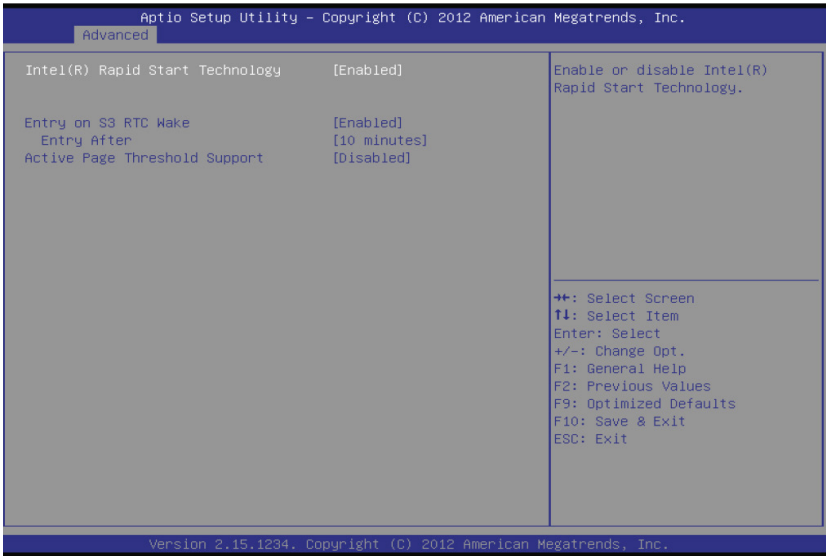 Aptio Setup Utility – Copyright (C) 2012 American Megatrends, Inc.
Advanced
Intel(R) Rapid Start Technology [Enabled]
Entry on S3 RTC Wake [Enabled]
Entry After [10 minutes]
Active Page Threshold Support [Disabled]
Enable or disable Intel(R)
Rapid Start Technology.
→←: Select Screen
↑↓: Select Item
Enter: Select
+/-: Change Opt.
F1: General Help
F2: Previous Values
F9: Optimized Defaults
F10: Save & Exit
ESC: Exit
Version 2.15.1234. Copyright (C) 2012 American Megatrends, Inc.